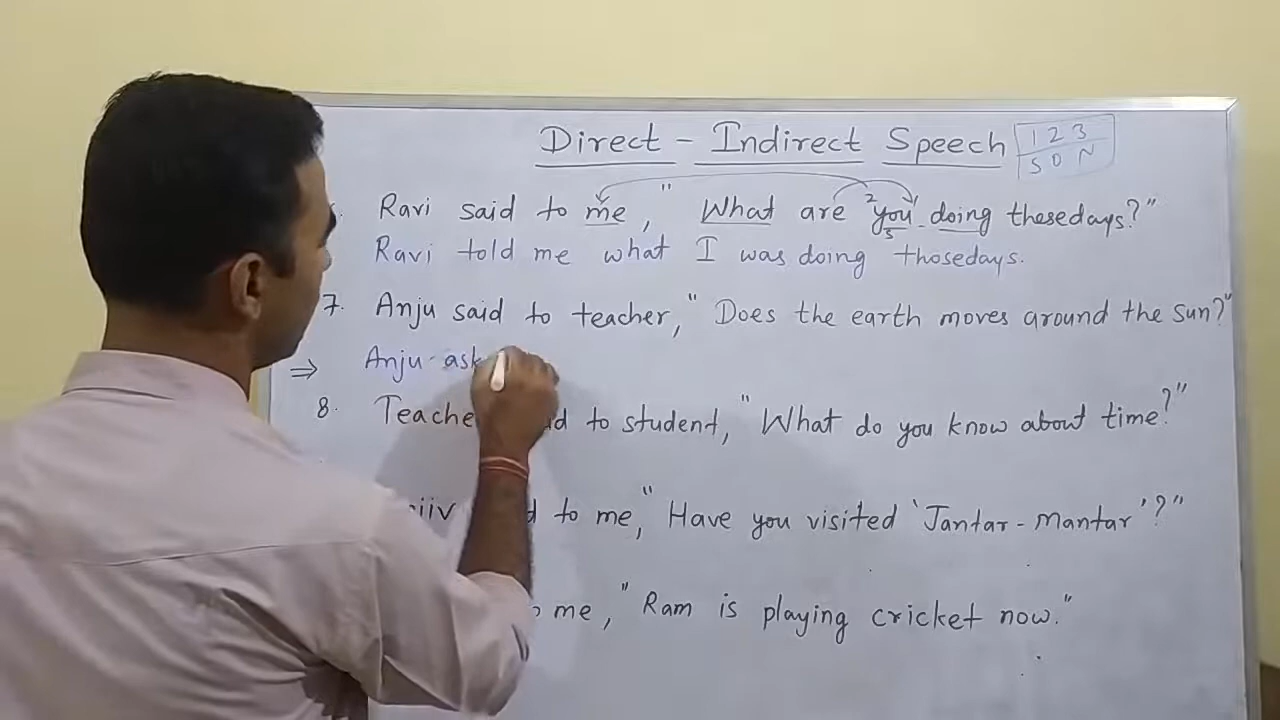 Direct - Indirect Speech
1 2 3
S O N
Ravi said to me, " What are you doing thesedays?"
2
3
Ravi told me what I was doing thosedays.
7. Anju said to teacher, " Does the earth moves around the sun?"
⇒ Anju ask
8. to student, "What do you know about time?"
to me, "Have you visited 'Jantar - Mantar'?"
me, "Ram is playing cricket now."